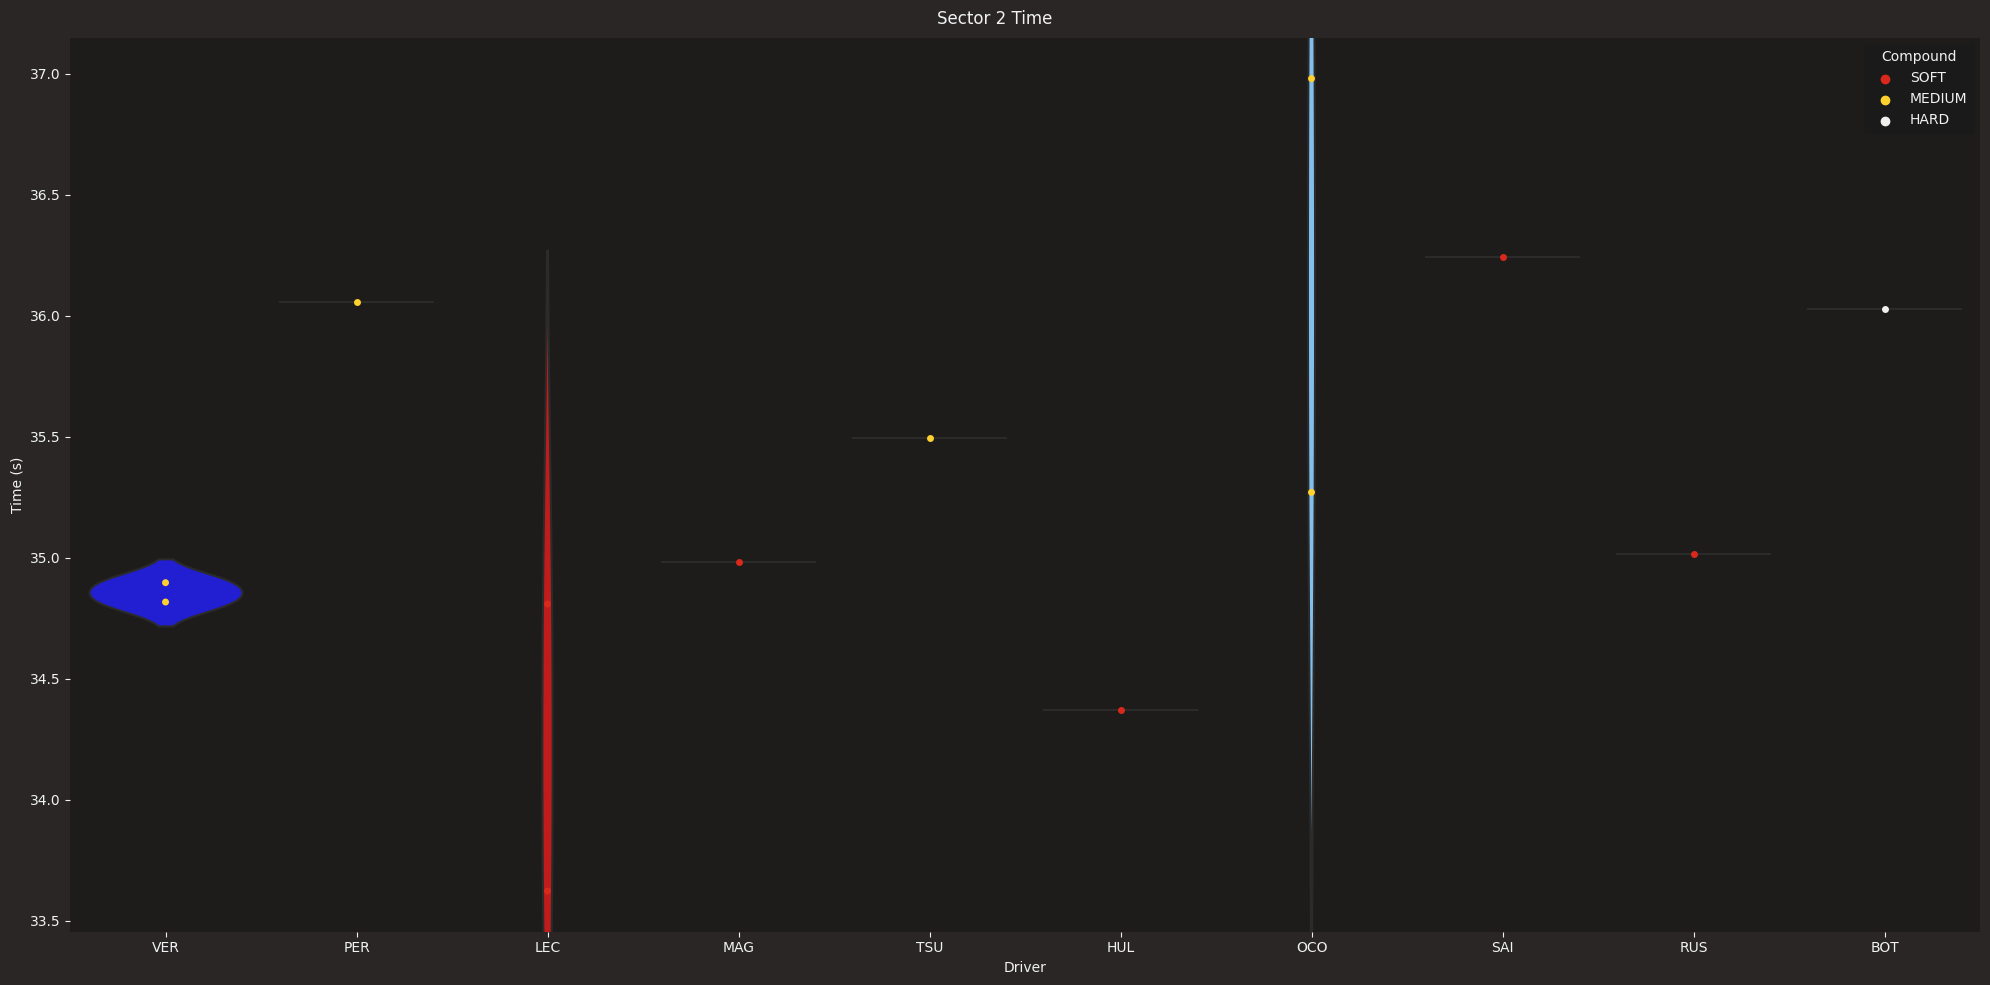 Sector 2 Time
Compound
SOFT
MEDIUM
HARD
Time (s)
37.0
36.5
36.0
35.5
35.0
34.5
34.0
33.5
VER PER LEC MAG TSU HUL OCO SAI RUS BOT
Driver